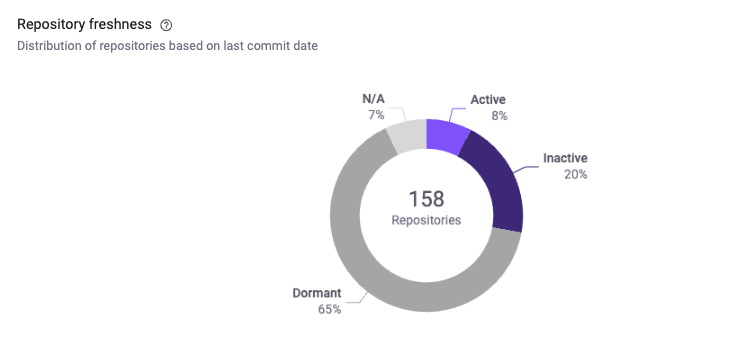 Repository freshness
Distribution of repositories based on last commit date
N/A
7%
Active
8%
Inactive
20%
158
Repositories
Dormant
65%